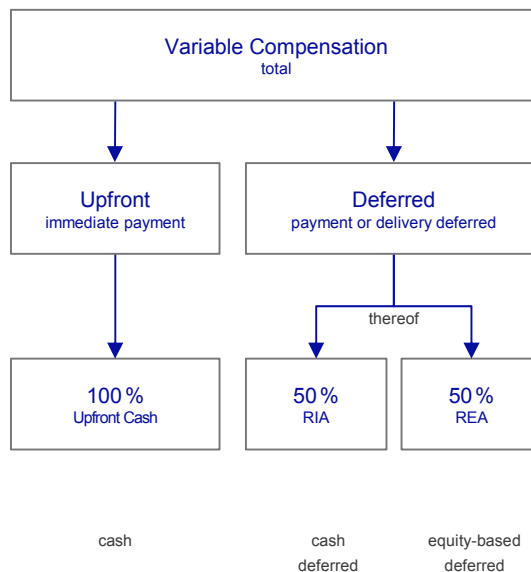 Variable Compensation
total
Upfront
immediate payment
Deferred
payment or delivery deferred
thereof
100 %
Upfront Cash
50 %
RIA
50 %
REA
cash
cash
deferred
equity-based
deferred